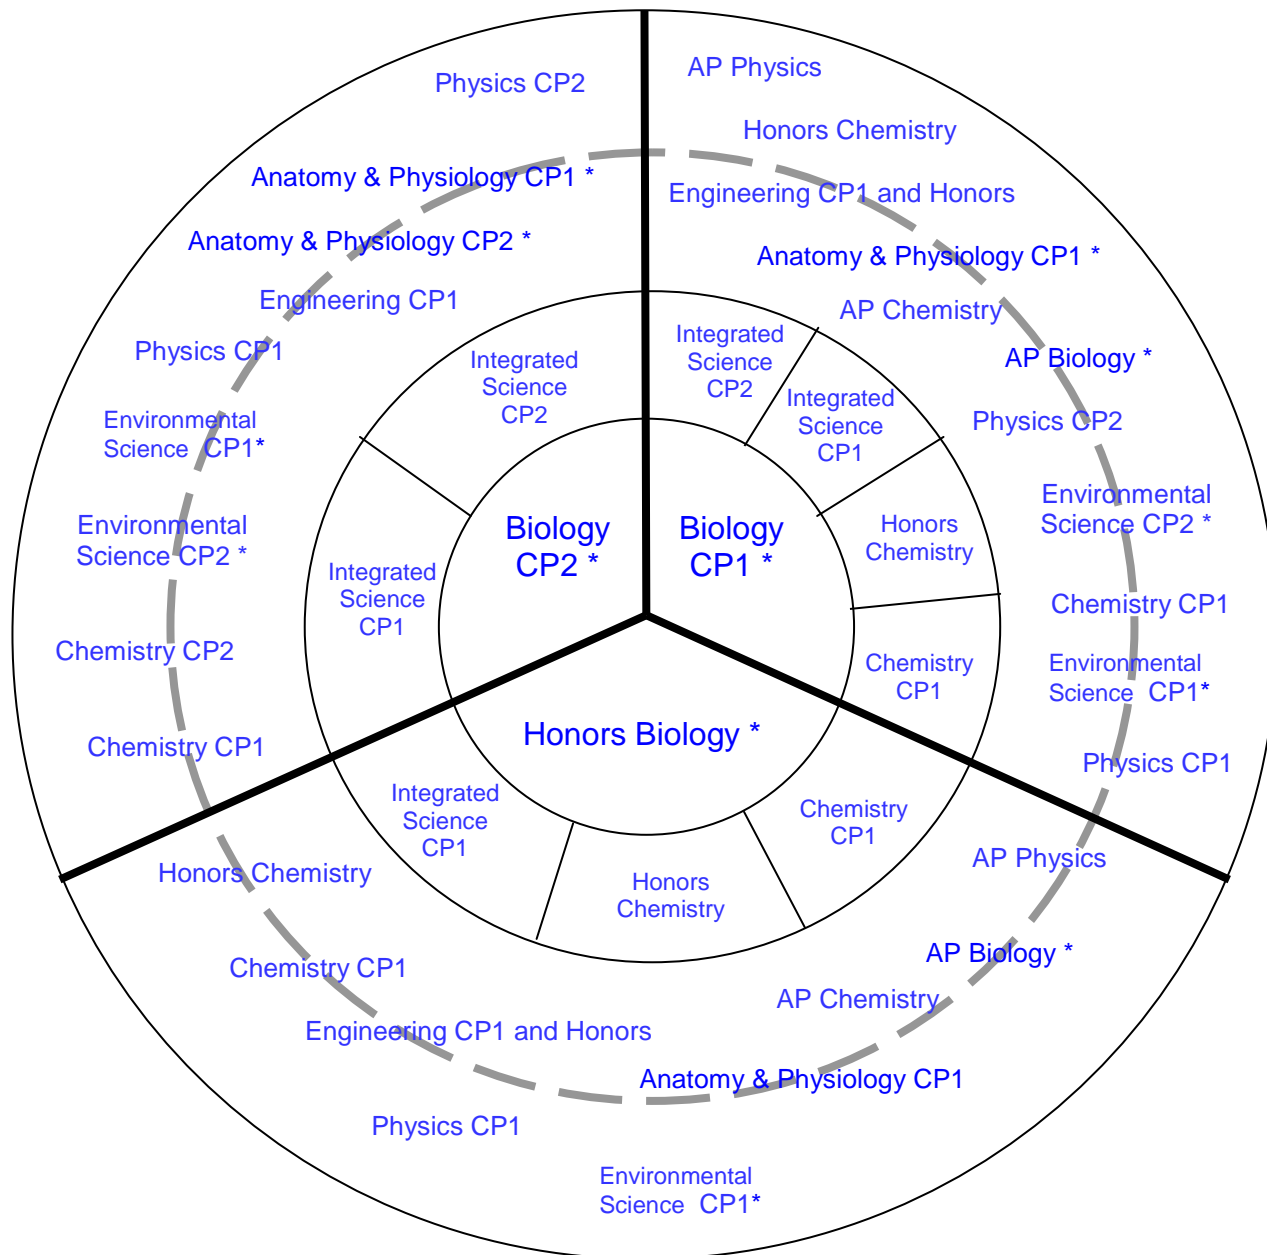 Physics CP2
AP Physics
Honors Chemistry
Anatomy & Physiology CP1 *
Engineering CP1 and Honors
Anatomy & Physiology CP2 *
Anatomy & Physiology CP1 *
Engineering CP1
AP Chemistry
Physics CP1
AP Biology *
Integrated
Science
CP2
Integrated
Science
CP2
Integrated
Science
CP1
Environmental
Science CP1*
Physics CP2
Environmental
Science CP2 *
Environmental
Science CP2 *
Biology
CP2 *
Biology
CP1 *
Honors
Chemistry
Integrated
Science
CP1
Chemistry CP1
Chemistry CP2
Chemistry
CP1
Environmental
Science CP1*
Chemistry CP1
Honors Biology *
Physics CP1
Integrated
Science
CP1
Chemistry
CP1
Honors Chemistry
Honors
Chemistry
AP Physics
Chemistry CP1
AP Biology *
Engineering CP1 and Honors
AP Chemistry
Anatomy & Physiology CP1
Physics CP1
Environmental
Science CP1*